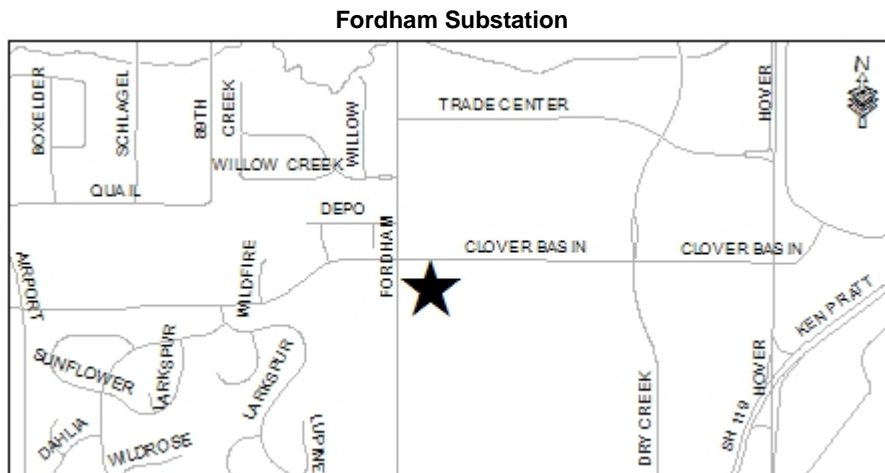 Fordham Substation
BOXELDER
SCHLAGEL
89TH
CREEK
WILLOW
TRADE CENTER
HOVER
N
WILLOW CREEK
QUAIL
DEPO
FORDHAM
CLOVER BASIN
CLOVER BASIN
AIRPORT
WILDFIRE
KEN PRATT
SUNFLOWER
LARKSPUR
LARKSPUR
HOVER
DAHLIA
WILDROSE
LUPINE
DRY CREEK
SH 119